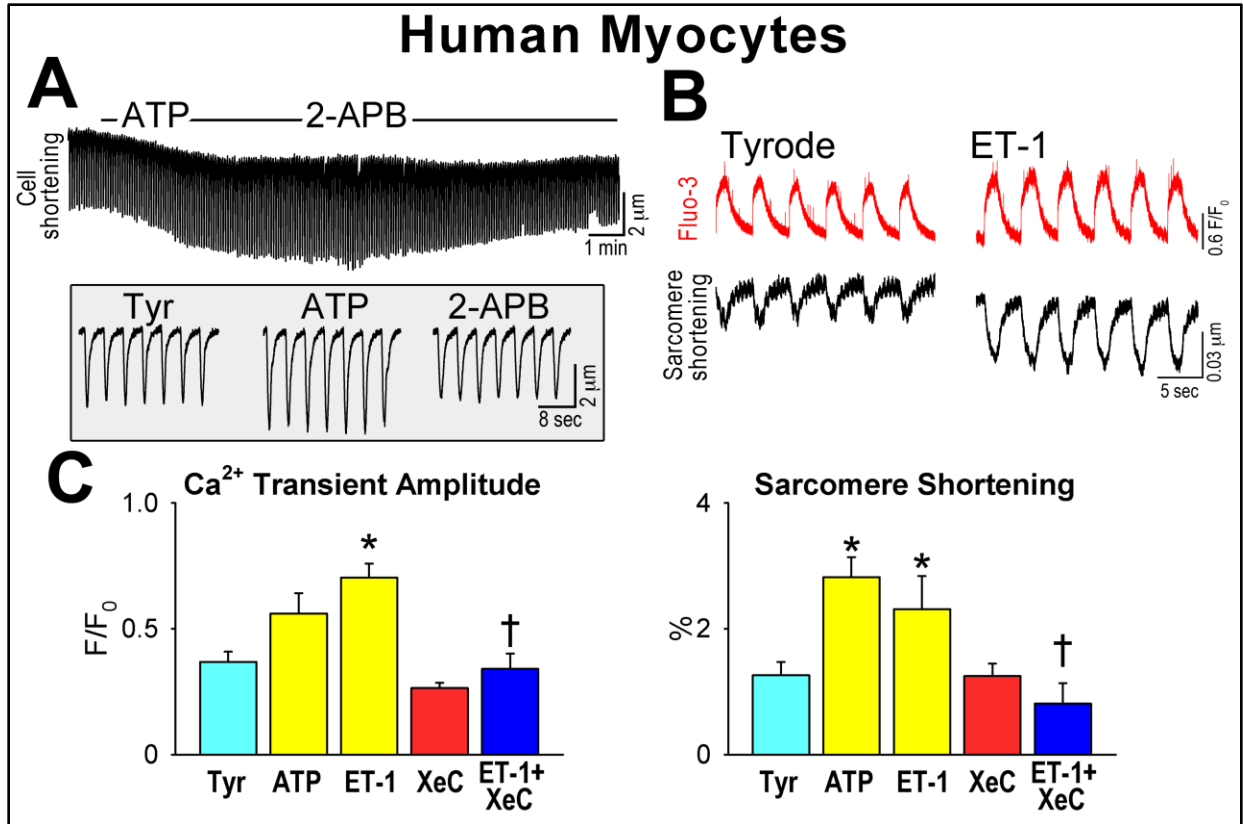 Human Myocytes
A
ATP 2-APB
Cell
shortening
2 μm
1 min
Tyr ATP 2-APB
2 μm
8 sec
B
Tyrode ET-1
Fluo-3
0.6 F/F₀
Sarcomere
shortening
0.03 μm
5 sec
C
Ca²⁺ Transient Amplitude
F/F₀
1.0
0.5
0
*
†
Tyr ATP ET-1 XeC ET-1+
XeC
Sarcomere Shortening
%
4
2
0
* *
†
Tyr ATP ET-1 XeC ET-1+
XeC